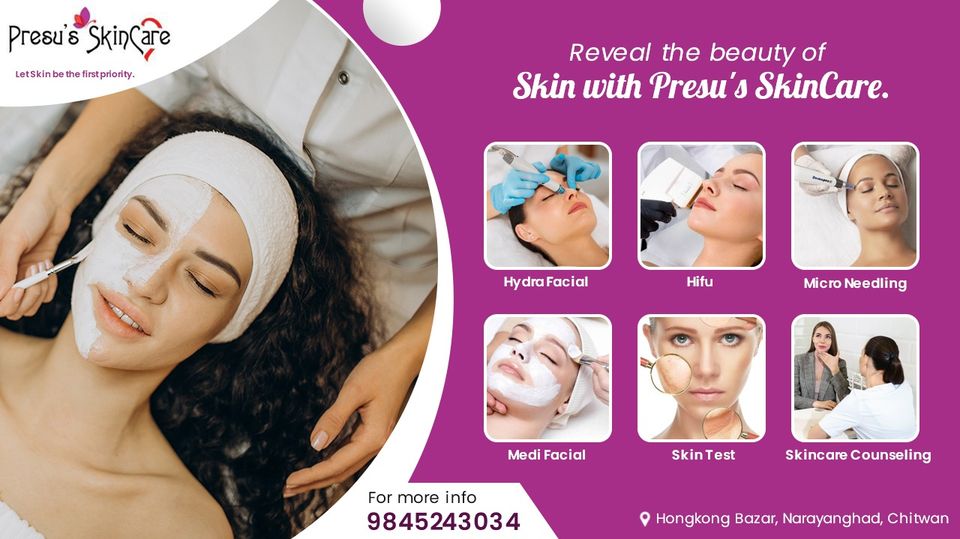 Presu's SkinCare
Let Skin be the first priority.
Reveal the beauty of
Skin with Presu's SkinCare.
Hydra Facial
Hifu
Micro Needling
Medi Facial
Skin Test
Skincare Counseling
For more info
9845243034
Hongkong Bazar, Narayanghad, Chitwan